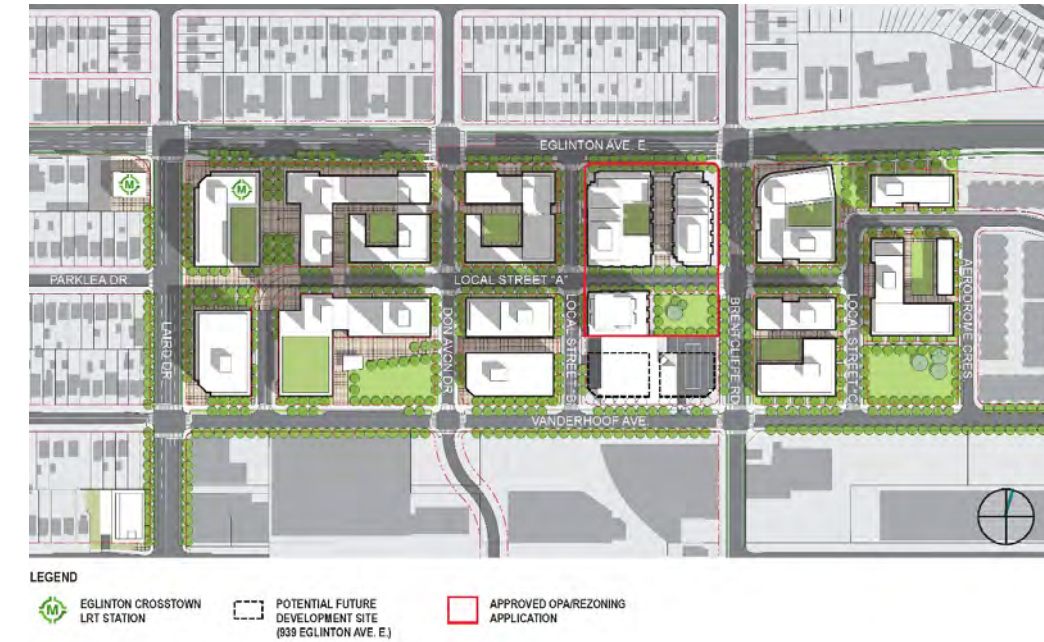 EGLINTON AVE. E.
PARKLEA DR.
LOCAL STREET "A"
LAIRD DR.
DON AVON DR.
LOCAL STREET 'B'
BRENTCLIFFE RD.
LOCAL STREET 'C'
AERODROME CRES
VANDERHOOF AVE.
M
M
LEGEND
M
EGLINTON CROSSTOWN
LRT STATION
POTENTIAL FUTURE
DEVELOPMENT SITE
(939 EGLINTON AVE. E.)
APPROVED OPA/REZONING
APPLICATION